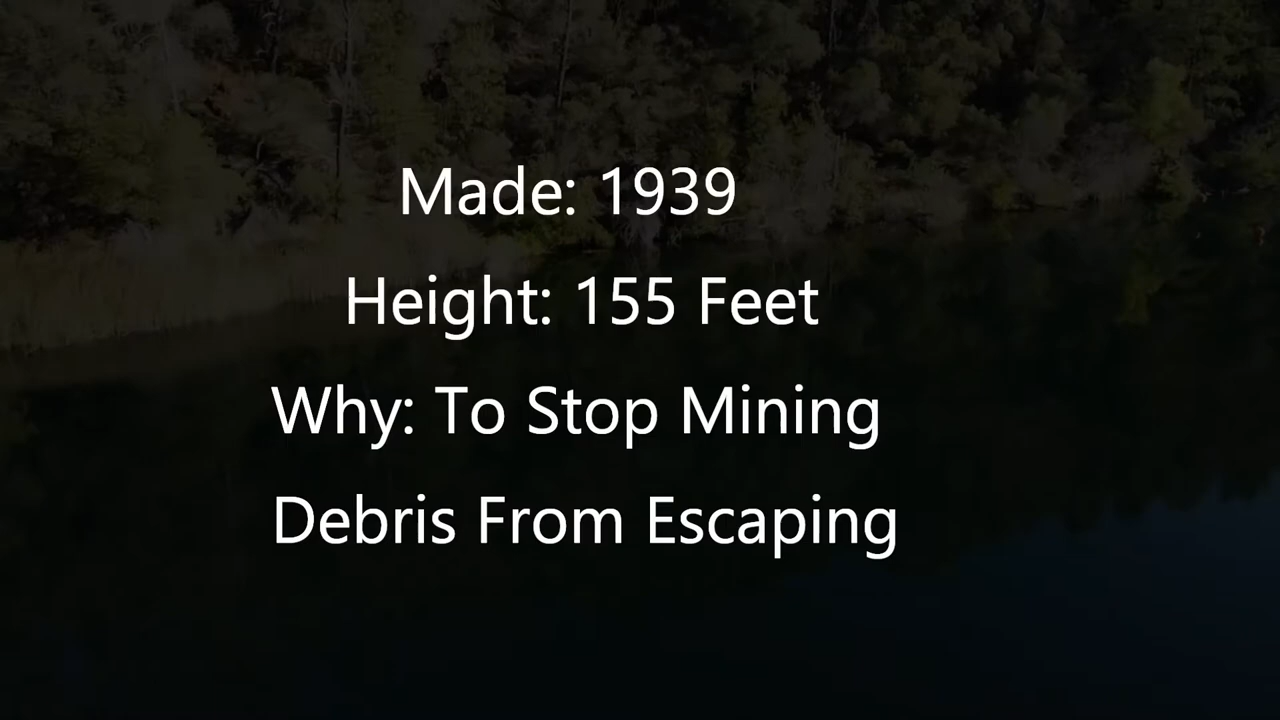 Made: 1939
Height: 155 Feet
Why: To Stop Mining
Debris From Escaping